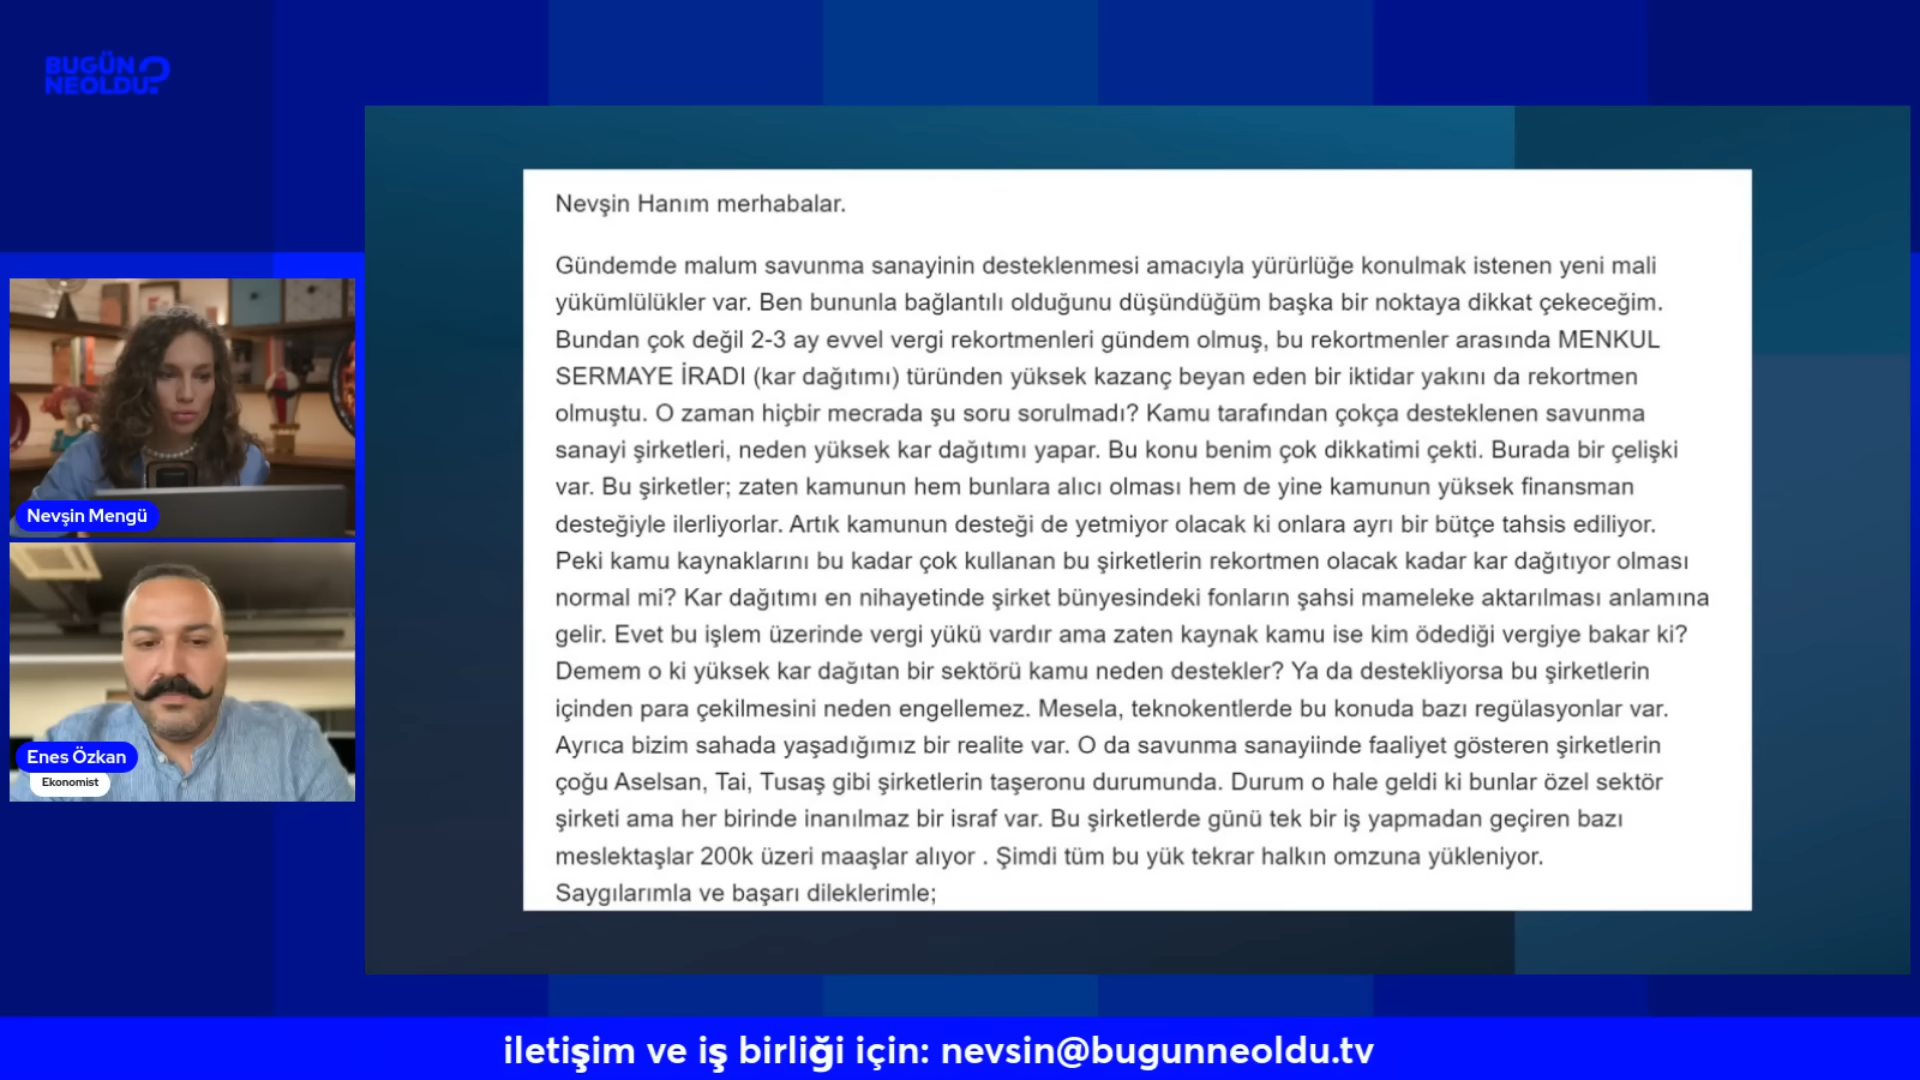 BUGÜN
NEOLDU?
Nevşin Hanım merhabalar.
Gündemde malum savunma sanayinin desteklenmesi amacıyla yürürlüğe konulmak istenen yeni mali
yükümlülükler var. Ben bununla bağlantılı olduğunu düşündüğüm başka bir noktaya dikkat çekeceğim.
Bundan çok değil 2-3 ay evvel vergi rekortmenleri gündem olmuş, bu rekortmenler arasında MENKUL
SERMAYE İRADI (kar dağıtımı) türünden yüksek kazanç beyan eden bir iktidar yakını da rekortmen
olmuştu. O zaman hiçbir mecrada şu soru sorulmadı? Kamu tarafından çokça desteklenen savunma
sanayi şirketleri, neden yüksek kar dağıtımı yapar. Bu konu benim çok dikkatimi çekti. Burada bir çelişki
var. Bu şirketler; zaten kamunun hem bunlara alıcı olması hem de yine kamunun yüksek finansman
desteğiyle ilerliyorlar. Artık kamunun desteği de yetmiyor olacak ki onlara ayrı bir bütçe tahsis ediliyor.
Peki kamu kaynaklarını bu kadar çok kullanan bu şirketlerin rekortmen olacak kadar kar dağıtıyor olması
normal mi? Kar dağıtımı en nihayetinde şirket bünyesindeki fonların şahsi mameleke aktarılması anlamına
gelir. Evet bu işlem üzerinde vergi yükü vardır ama zaten kaynak kamu ise kim ödediği vergiye bakar ki?
Demem o ki yüksek kar dağıtan bir sektörü kamu neden destekler? Ya da destekliyorsa bu şirketlerin
içinden para çekilmesini neden engellemez. Mesela, teknokentlerde bu konuda bazı regülasyonlar var.
Ayrıca bizim sahada yaşadığımız bir realite var. O da savunma sanayiinde faaliyet gösteren şirketlerin
çoğu Aselsan, Tai, Tusaş gibi şirketlerin taşeronu durumunda. Durum o hale geldi ki bunlar özel sektör
şirketi ama her birinde inanılmaz bir israf var. Bu şirketlerde günü tek bir iş yapmadan geçiren bazı
meslektaşlar 200k üzeri maaşlar alıyor . Şimdi tüm bu yük tekrar halkın omzuna yükleniyor.
Saygılarımla ve başarı dileklerimle;
Nevşin Mengü
Enes Özkan
Ekonomist
iletişim ve iş birliği için: nevsin@bugunneoldu.tv